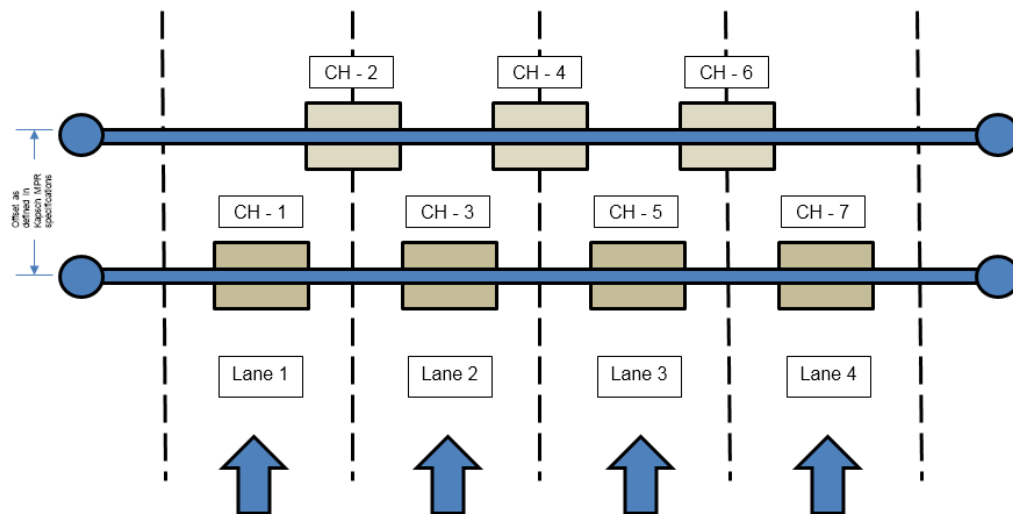 CH - 2
CH - 4
CH - 6
Offset as
defined in
Kapsch MPR
specifications
CH - 1
CH - 3
CH - 5
CH - 7
Lane 1
Lane 2
Lane 3
Lane 4